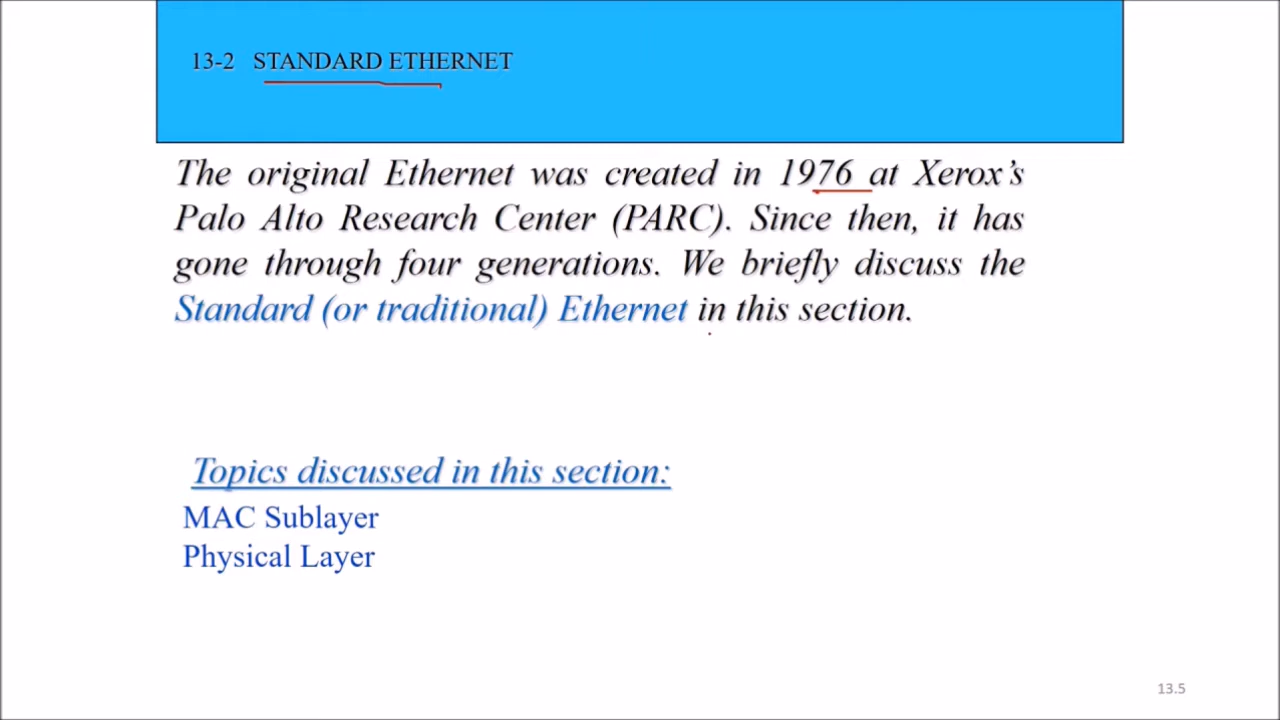 13-2 STANDARD ETHERNET
The original Ethernet was created in 1976 at Xerox’s
Palo Alto Research Center (PARC). Since then, it has
gone through four generations. We briefly discuss the
Standard (or traditional) Ethernet in this section.
Topics discussed in this section:
MAC Sublayer
Physical Layer
13.5